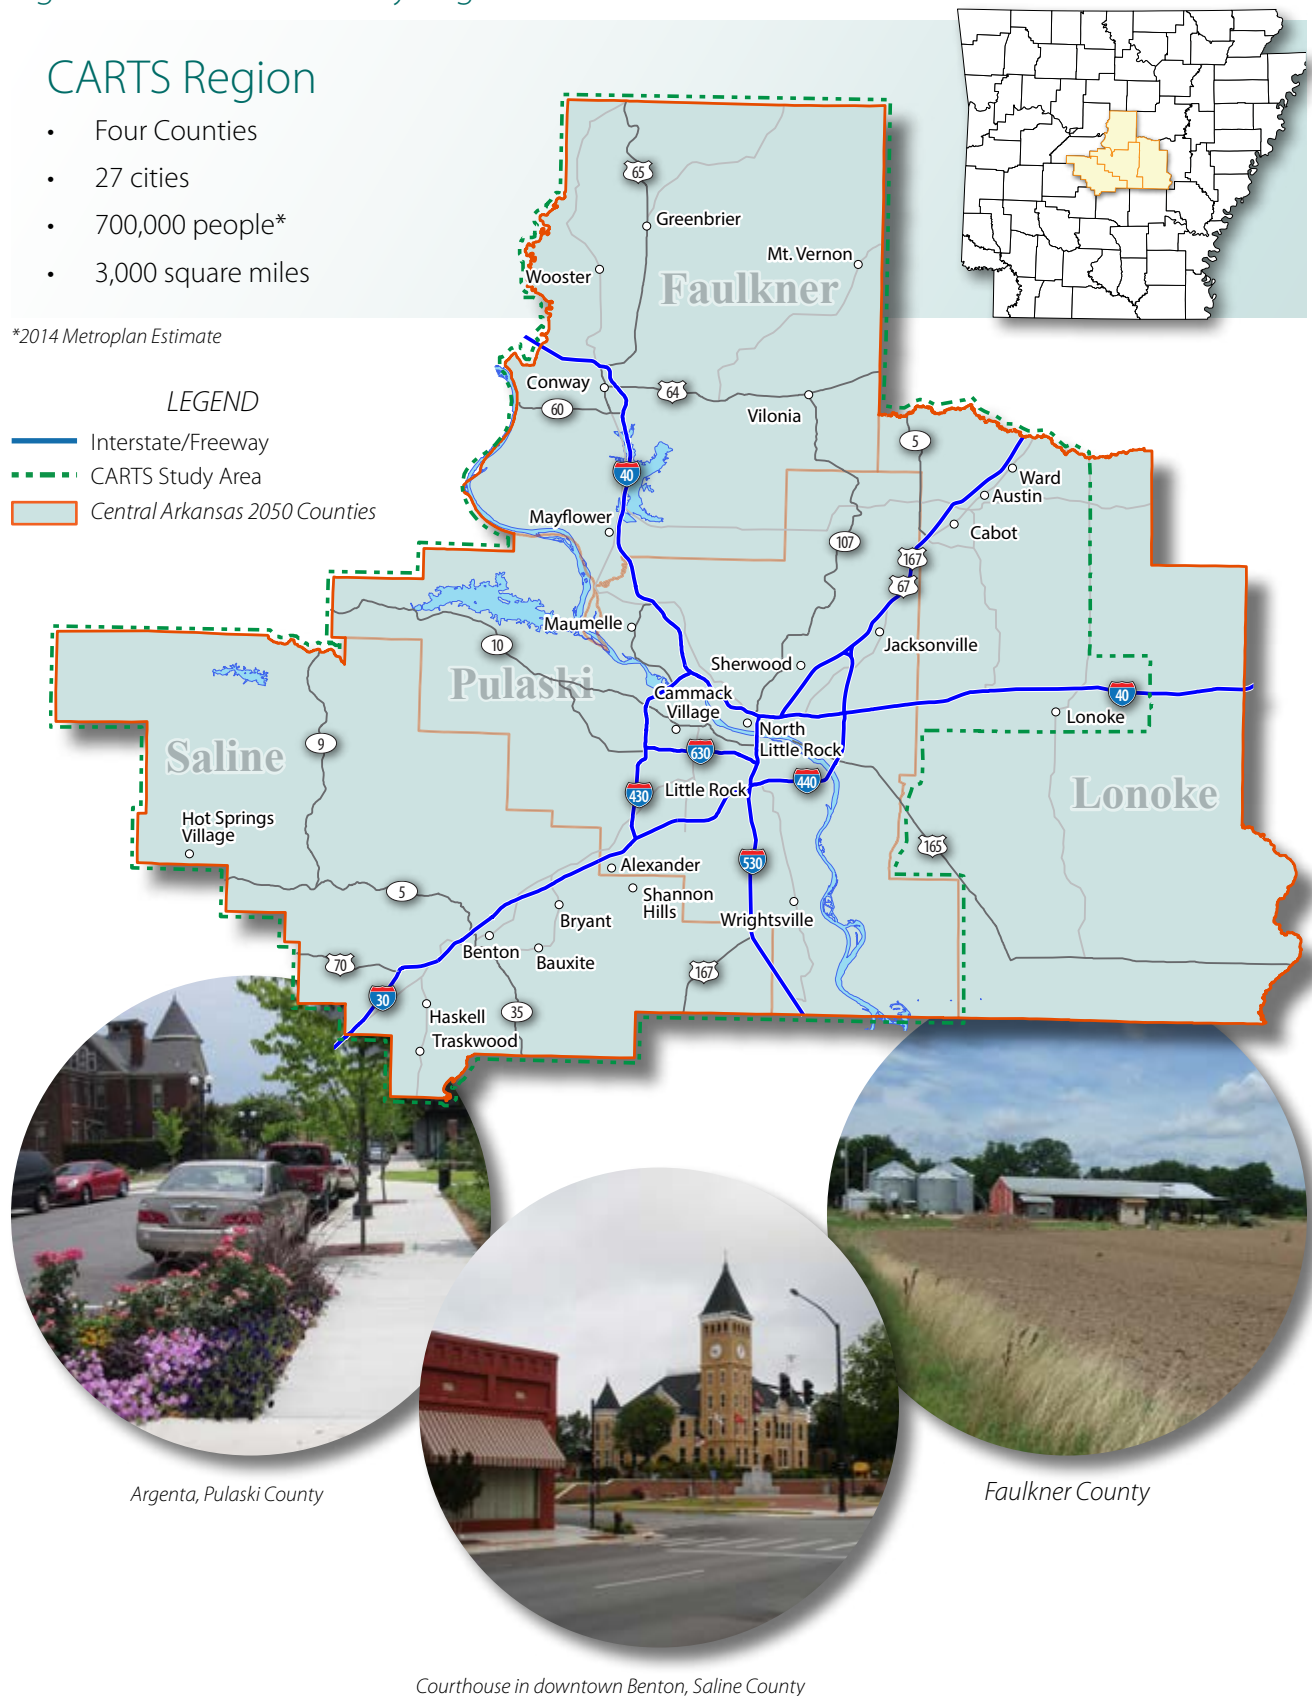 CARTS Region
• Four Counties
• 27 cities
• 700,000 people*
• 3,000 square miles
*2014 Metroplan Estimate
LEGEND
Interstate/Freeway
CARTS Study Area
Central Arkansas 2050 Counties
65
Greenbrier
Mt. Vernon
Wooster
Faulkner
Conway
64
60
Vilonia
5
40
Ward
Austin
Mayflower
Cabot
107
167
67
Maumelle
10
Jacksonville
Sherwood
Pulaski
Cammack
Village
40
Lonoke
North
Little Rock
9
Saline
630
440
430
Little Rock
Lonoke
Hot Springs
Village
165
530
Alexander
5
Shannon
Hills
Bryant
Wrightsville
Benton
Bauxite
70
167
30
Haskell
35
Traskwood
Argenta, Pulaski County
Faulkner County
Courthouse in downtown Benton, Saline County